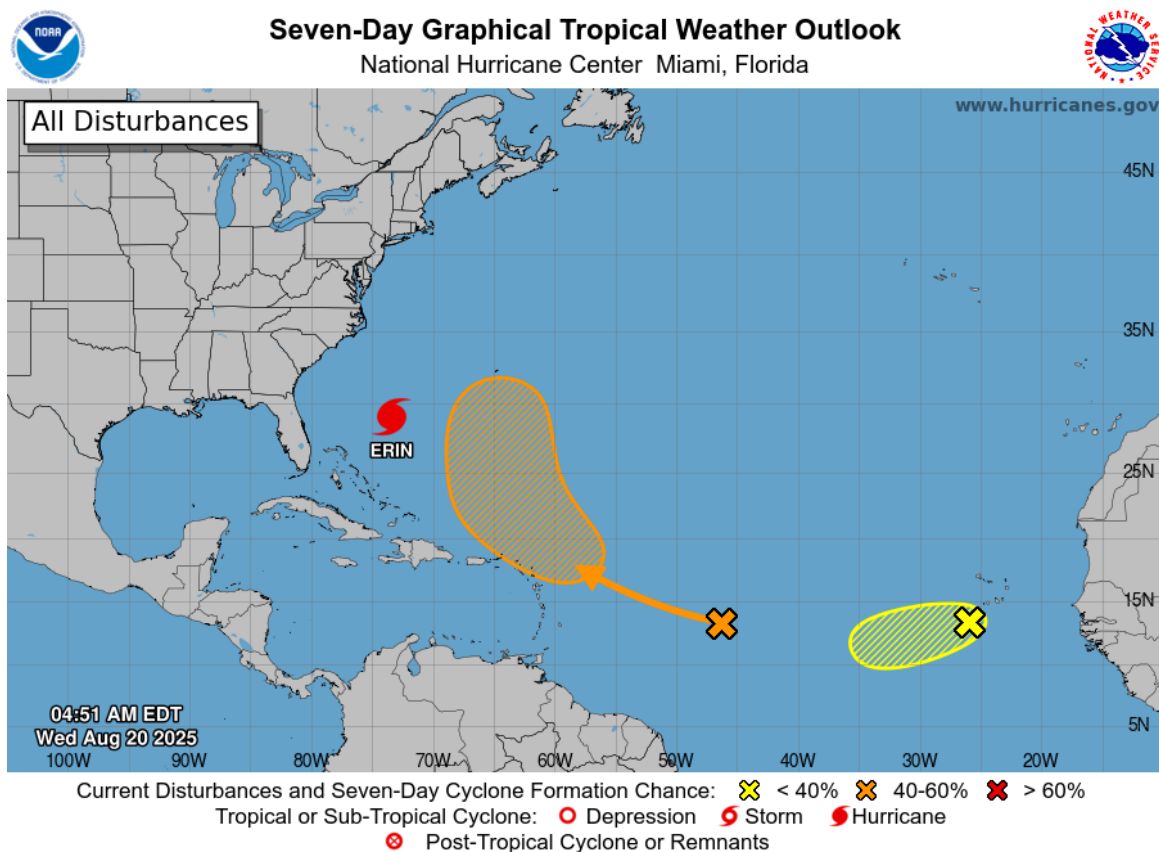 Seven-Day Graphical Tropical Weather Outlook
National Hurricane Center Miami, Florida
NOAA
All Disturbances
www.hurricanes.gov
45N
35N
ERIN
25N
15N
04:51 AM EDT
Wed Aug 20 2025
5N
100W 90W 80W 70W 60W 50W 40W 30W 20W
Current Disturbances and Seven-Day Cyclone Formation Chance: < 40% 40-60% > 60%
Tropical or Sub-Tropical Cyclone: Depression Storm Hurricane
Post-Tropical Cyclone or Remnants